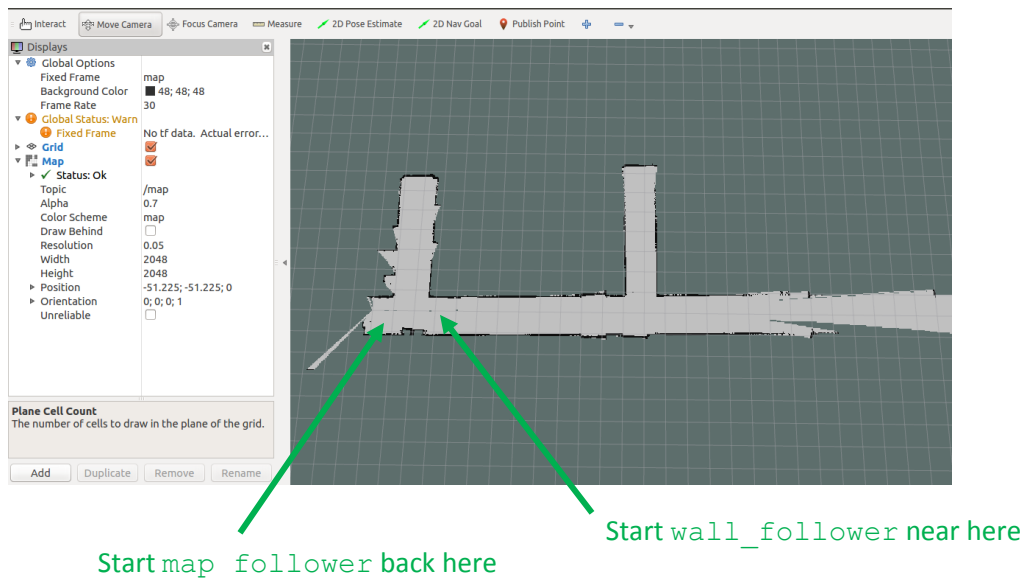 Interact Move Camera Focus Camera Measure 2D Pose Estimate 2D Nav Goal Publish Point
Displays
Global Options
Fixed Frame map
Background Color 48; 48; 48
Frame Rate 30
Global Status: Warn
Fixed Frame No tf data. Actual error...
Grid
Map
Status: Ok
Topic /map
Alpha 0.7
Color Scheme map
Draw Behind
Resolution 0.05
Width 2048
Height 2048
Position -51.225; -51.225; 0
Orientation 0; 0; 0; 1
Unreliable
Plane Cell Count
The number of cells to draw in the plane of the grid.
Add Duplicate Remove Rename
Start wall_follower near here
Start map follower back here